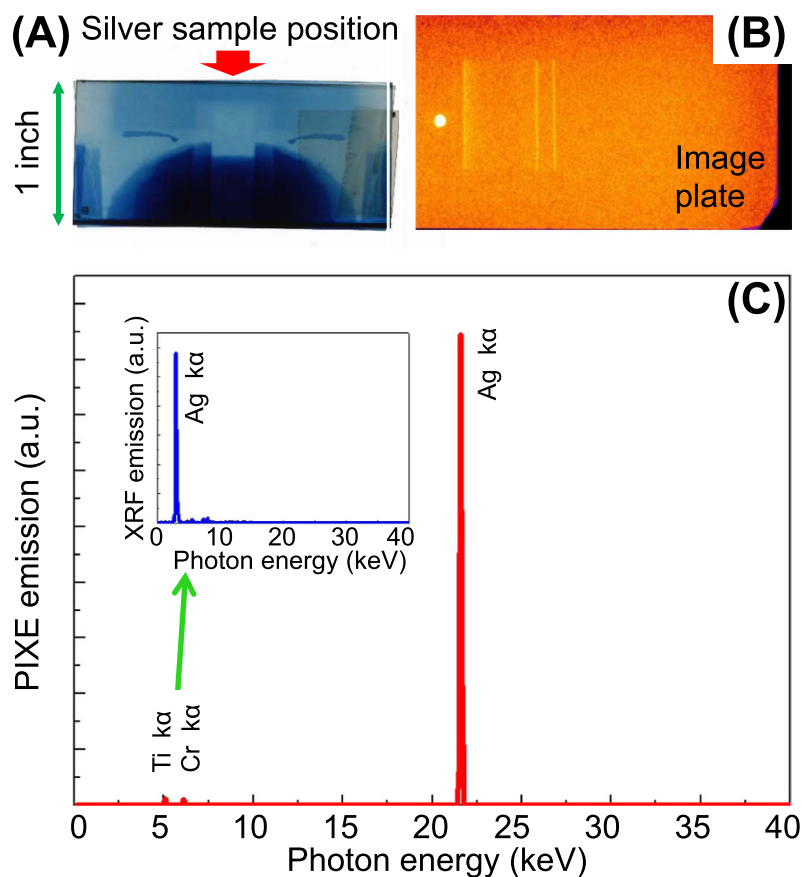 (A) Silver sample position
1 inch
(B)
Image
plate
(C)
PIXE emission (a.u.)
XRF emission (a.u.)
Ag kα
0 10 20 30 40
Photon energy (keV)
Ag kα
Ti kα
Cr kα
0 5 10 15 20 25 30 35 40
Photon energy (keV)